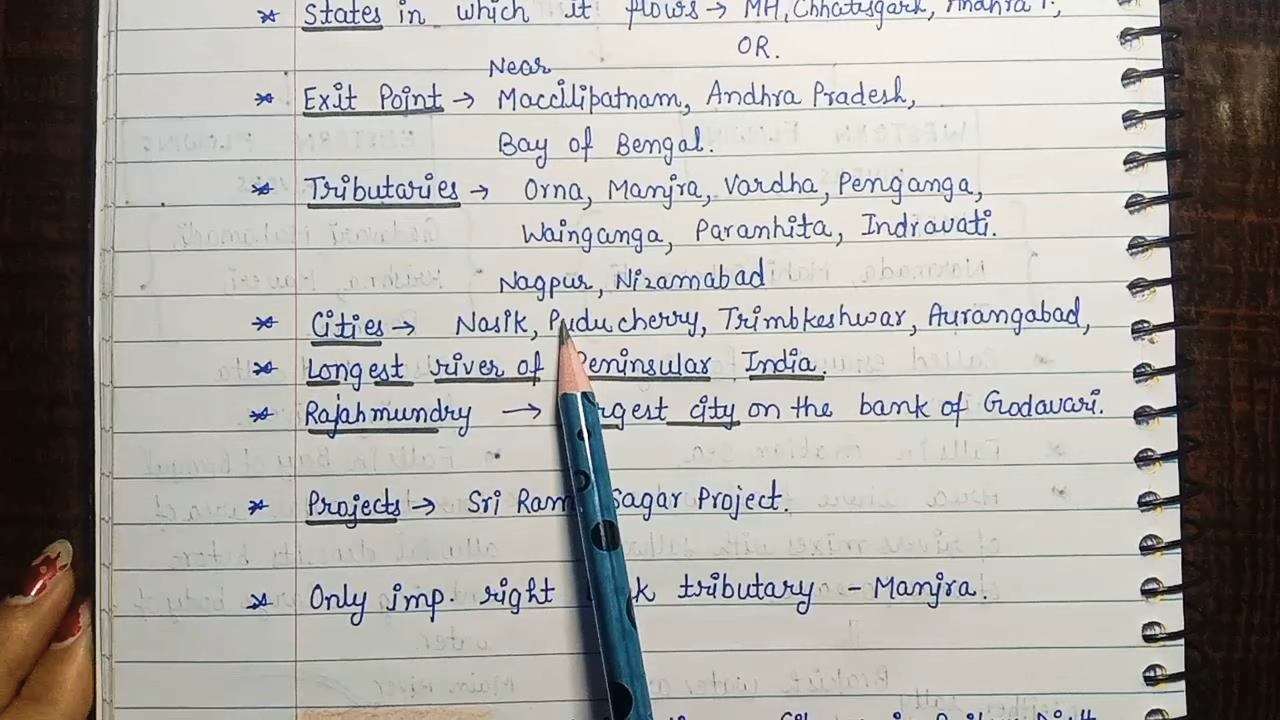 * States in which it flows → MH, Chhatisgarh, Andhra P.,
OR.
Near
* Exit Point → Maccilipatnam, Andhra Pradesh,
Bay of Bengal.
* Tributaries → Orna, Manjra, Vardha, Penganga,
Wainganga, Paranhita, Indravati.
Nagpur, Nizamabad
* Cities → Nasik, Puducherry, Trimbkeshwar, Aurangabad,
* Longest river of Peninsular India.
* Rajahmundry → rgest city on the bank of Godavari.
* Projects → Sri Ram Sagar Project.
* Only imp. right k tributary - Manjra.